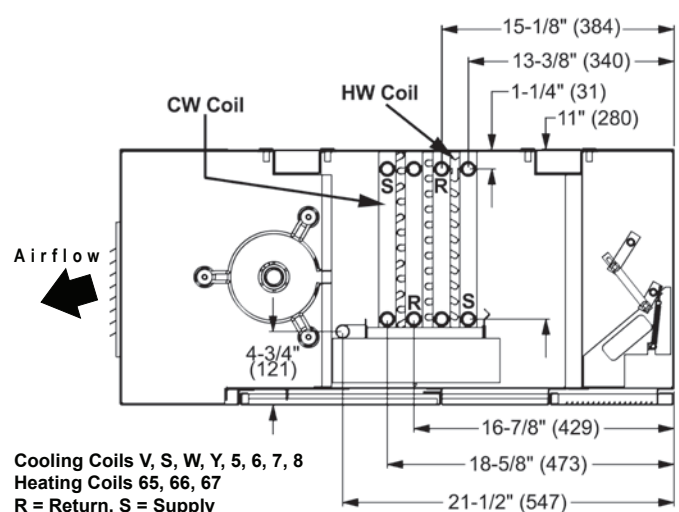 15-1/8" (384)
13-3/8" (340)
1-1/4" (31)
11" (280)
HW Coil
CW Coil
S
R
Airflow
R
S
4-3/4"
(121)
16-7/8" (429)
18-5/8" (473)
21-1/2" (547)
Cooling Coils V, S, W, Y, 5, 6, 7, 8
Heating Coils 65, 66, 67
R = Return, S = Supply